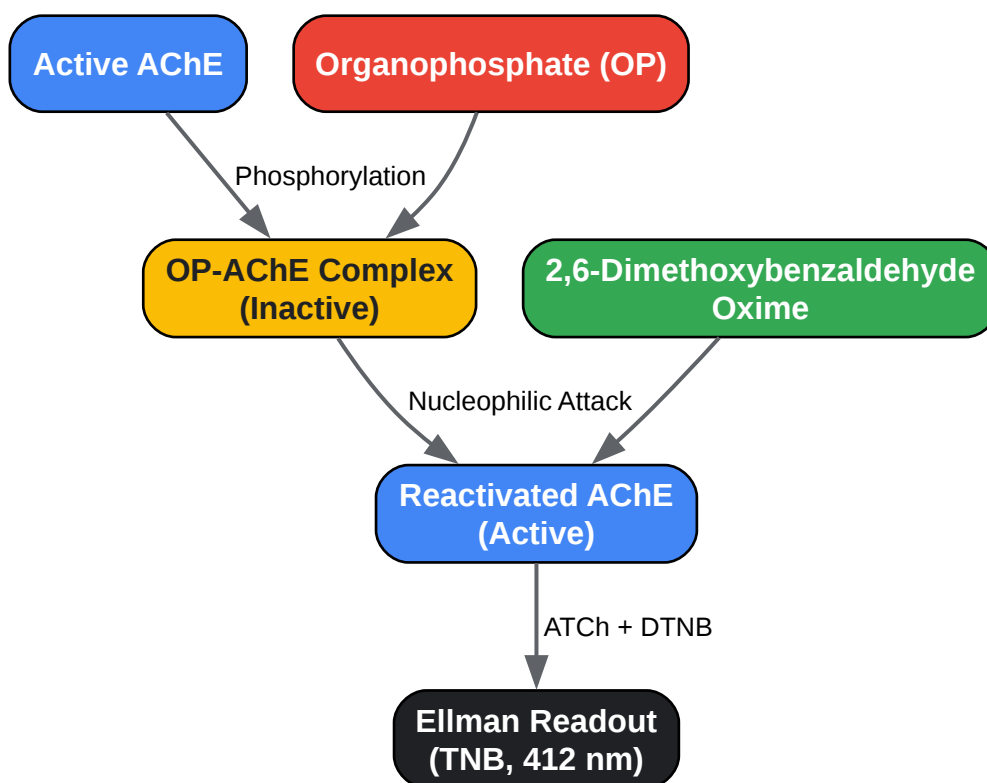 Active AChE
Organophosphate (OP)
Phosphorylation
OP-AChE Complex
(Inactive)
2,6-Dimethoxybenzaldehyde
Oxime
Nucleophilic Attack
Reactivated AChE
(Active)
ATCh + DTNB
Ellman Readout
(TNB, 412 nm)